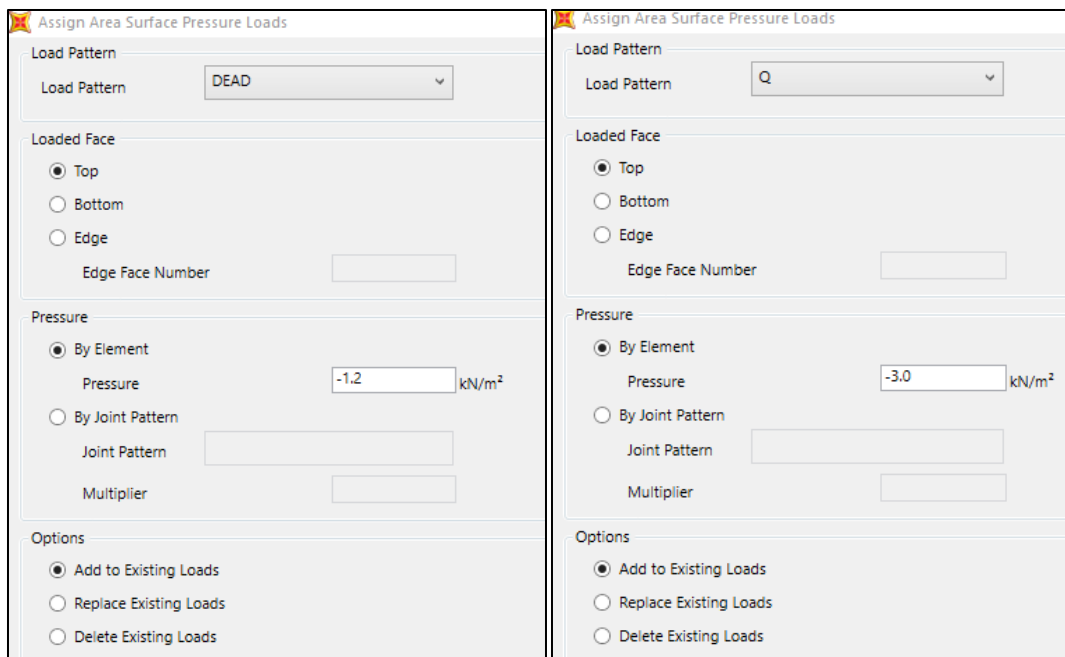 Assign Area Surface Pressure Loads
Load Pattern
Load Pattern DEAD
Loaded Face
Top
Bottom
Edge
Edge Face Number
Pressure
By Element
Pressure -1.2 kN/m²
By Joint Pattern
Joint Pattern
Multiplier
Options
Add to Existing Loads
Replace Existing Loads
Delete Existing Loads
Assign Area Surface Pressure Loads
Load Pattern
Load Pattern Q
Loaded Face
Top
Bottom
Edge
Edge Face Number
Pressure
By Element
Pressure -3.0 kN/m²
By Joint Pattern
Joint Pattern
Multiplier
Options
Add to Existing Loads
Replace Existing Loads
Delete Existing Loads